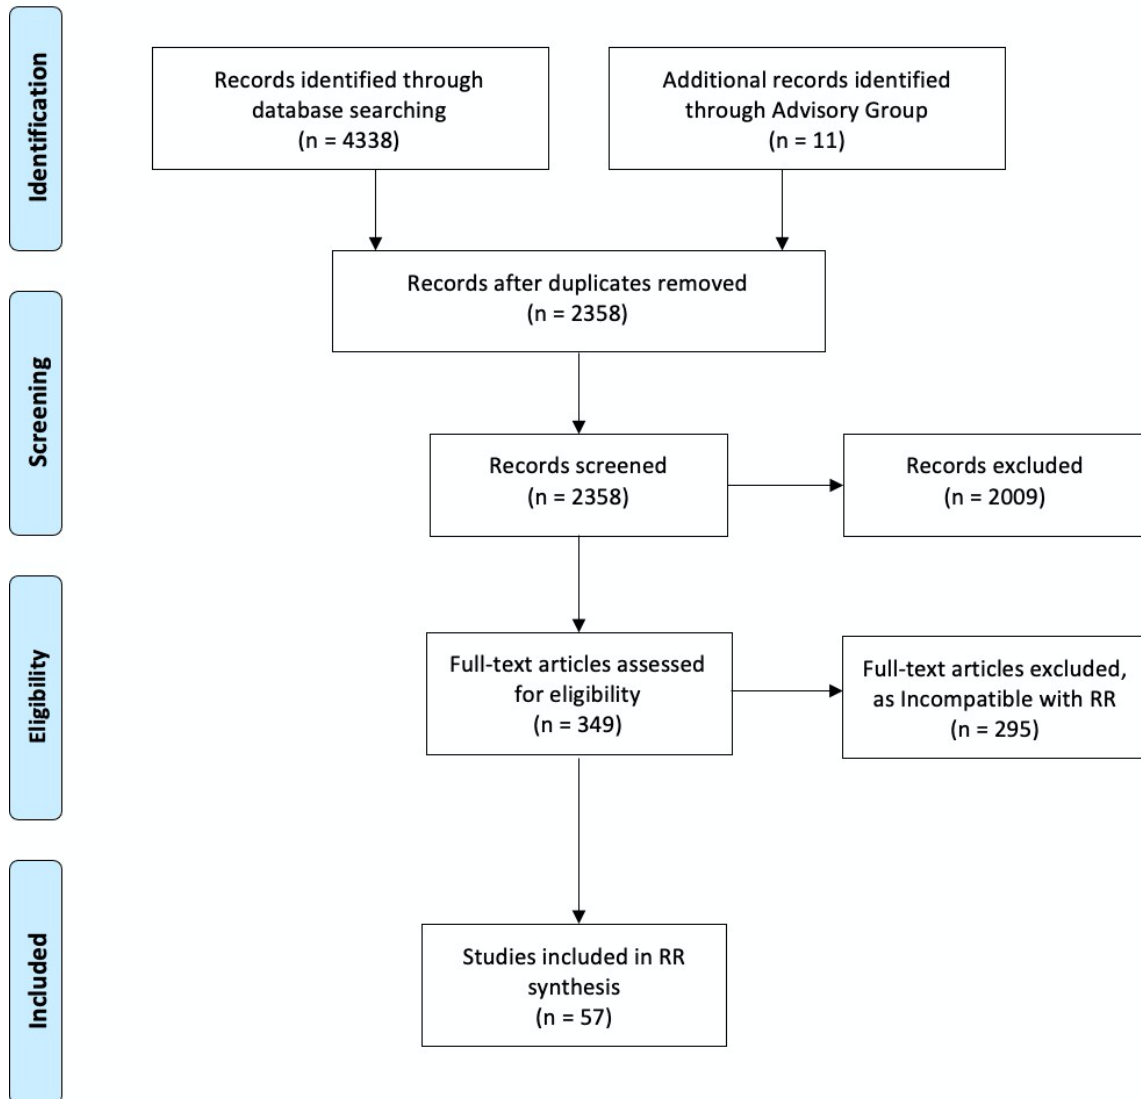 Identification
Records identified through
database searching
(n = 4338)
Additional records identified
through Advisory Group
(n = 11)
Records after duplicates removed
(n = 2358)
Screening
Records screened
(n = 2358)
Records excluded
(n = 2009)
Eligibility
Full-text articles assessed
for eligibility
(n = 349)
Full-text articles excluded,
as Incompatible with RR
(n = 295)
Included
Studies included in RR
synthesis
(n = 57)